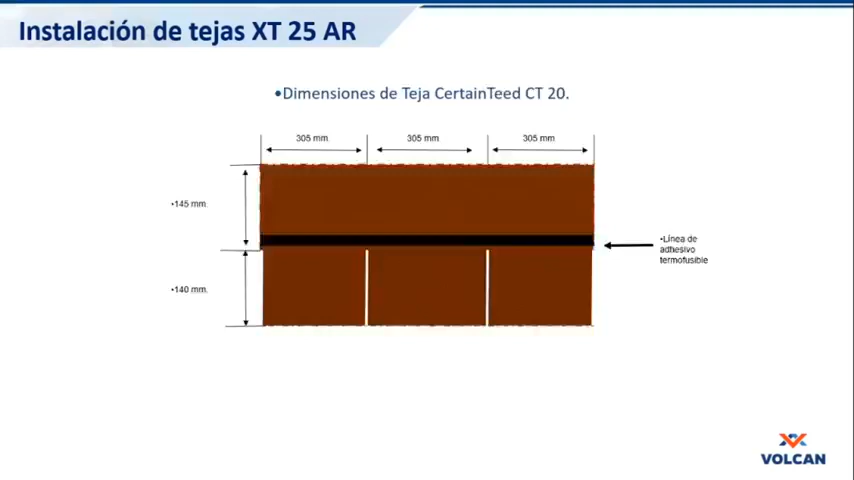 Instalación de tejas XT 25 AR
•Dimensiones de Teja CertainTeed CT 20.
305 mm 305 mm. 305 mm
•145 mm.
•Línea de
adhesivo
termofusible
•140 mm.
VOLCAN